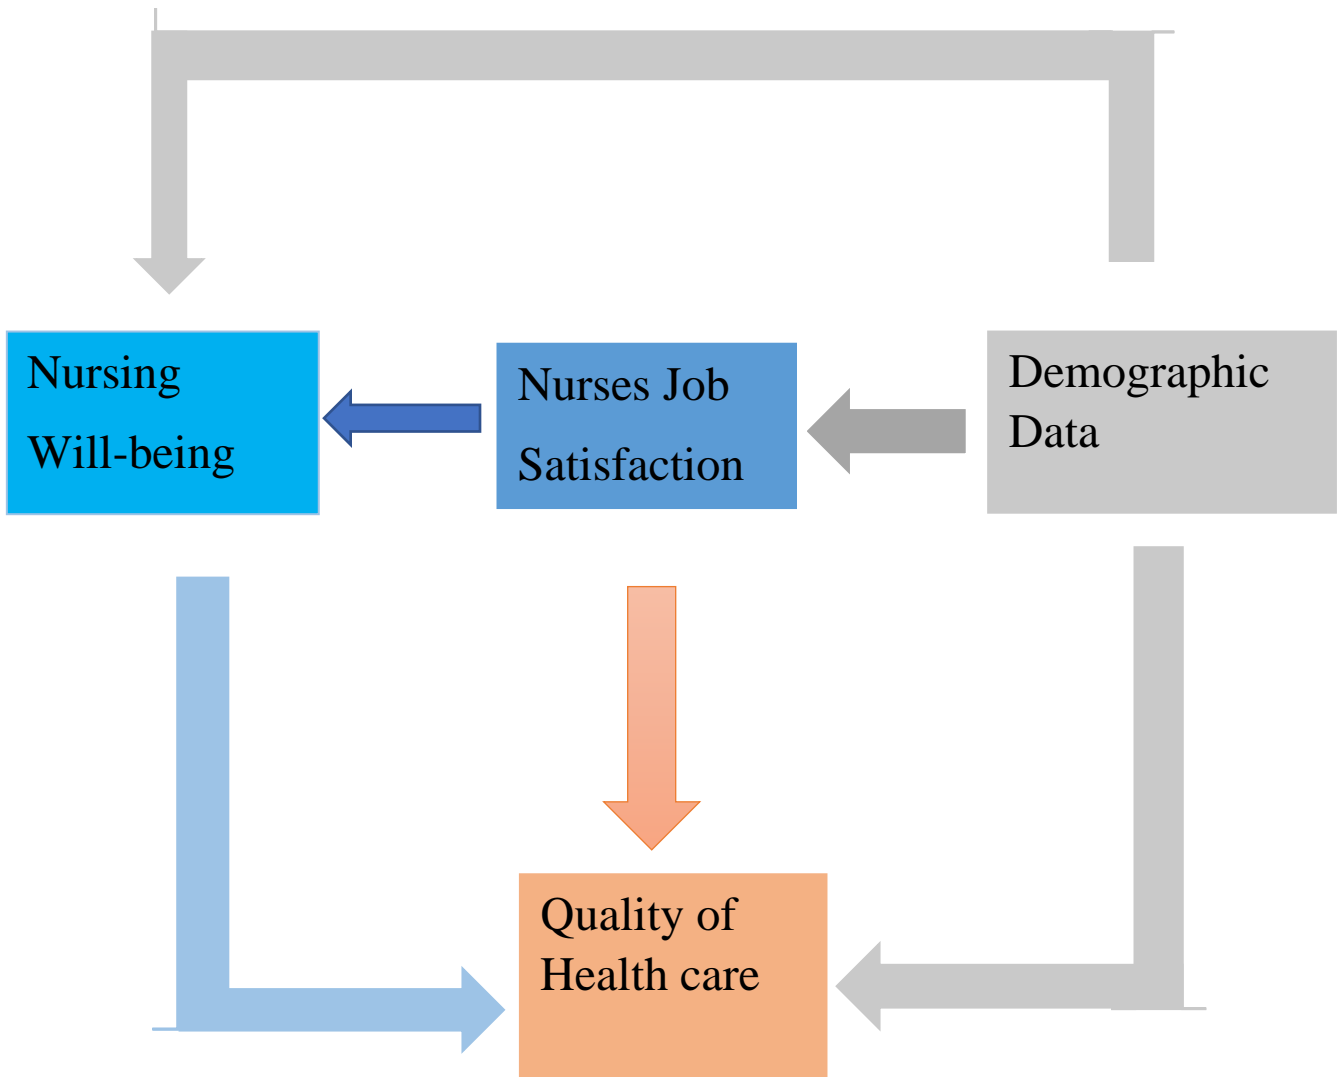 Nursing
Will-being
Nurses Job
Satisfaction
Demographic
Data
Quality of
Health care